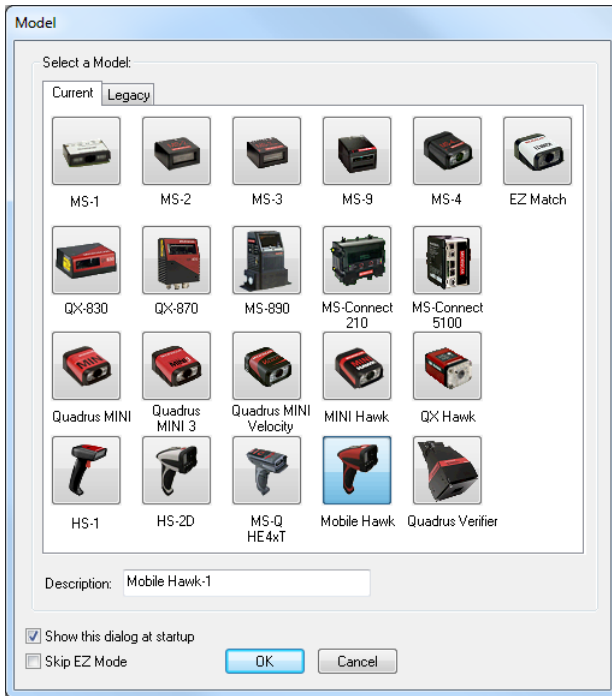 Model
Select a Model:
Current Legacy
MS-1 MS-2 MS-3 MS-9 MS-4 EZ Match
QX-830 QX-870 MS-890 MS-Connect 210 MS-Connect 5100
Quadrus MINI Quadrus MINI 3 Quadrus MINI Velocity MINI Hawk QX Hawk
HS-1 HS-2D MS-Q HE4xT Mobile Hawk Quadrus Verifier
Description: Mobile Hawk-1
Show this dialog at startup
Skip EZ Mode OK Cancel